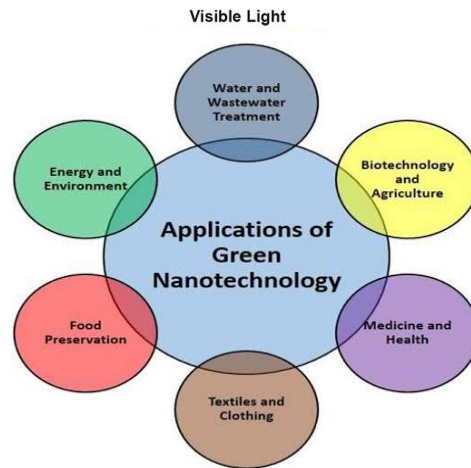 Visible Light
Water and
Wastewater
Treatment
Energy and
Environment
Biotechnology
and
Agriculture
Applications of
Green
Nanotechnology
Food
Preservation
Medicine and
Health
Textiles and
Clothing